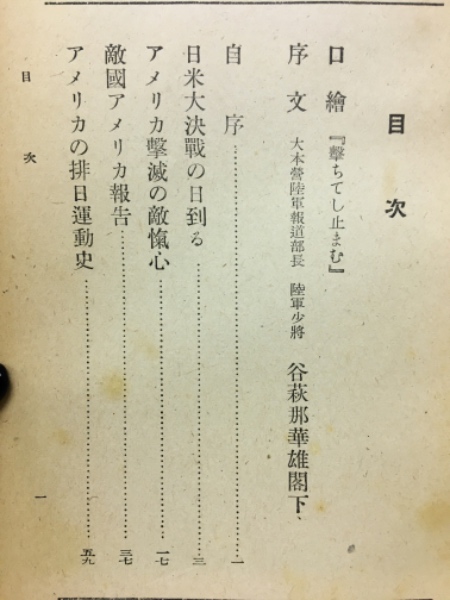 目次
口繪『擊ちてし止まむ』
序文 大本營陸軍報道部長 陸軍少將 谷萩那華雄閣下、
自序……一
日米大決戰の日到る……三
アメリカ擊滅の敵愾心……一七
敵國アメリカ報告……三七
アメリカの排日運動史……五九
目次 一